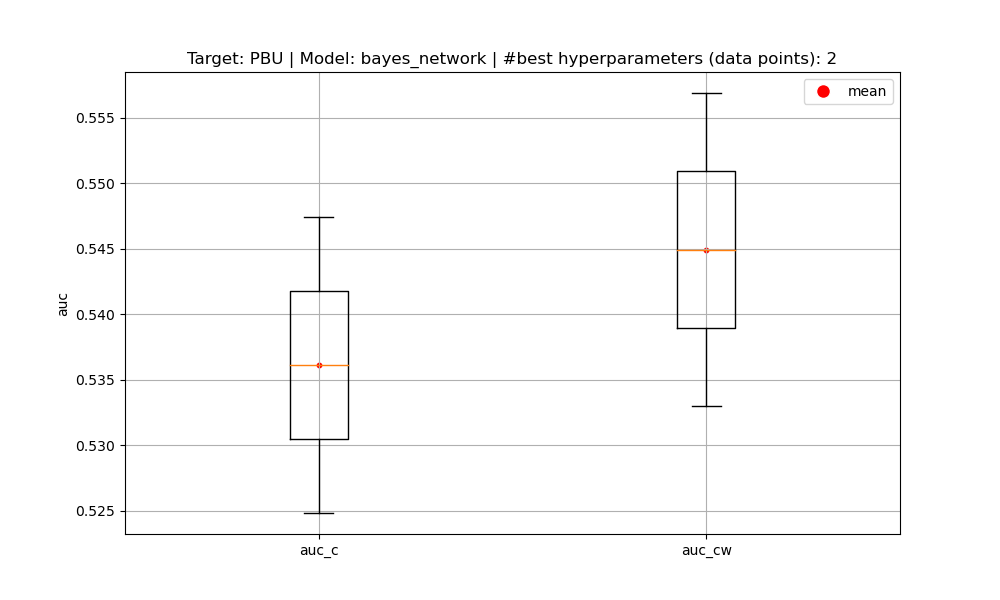 Target: PBU | Model: bayes_network | #best hyperparameters (data points): 2
mean
0.555
0.550
0.545
0.540
0.535
0.530
0.525
auc
auc_c
auc_cw